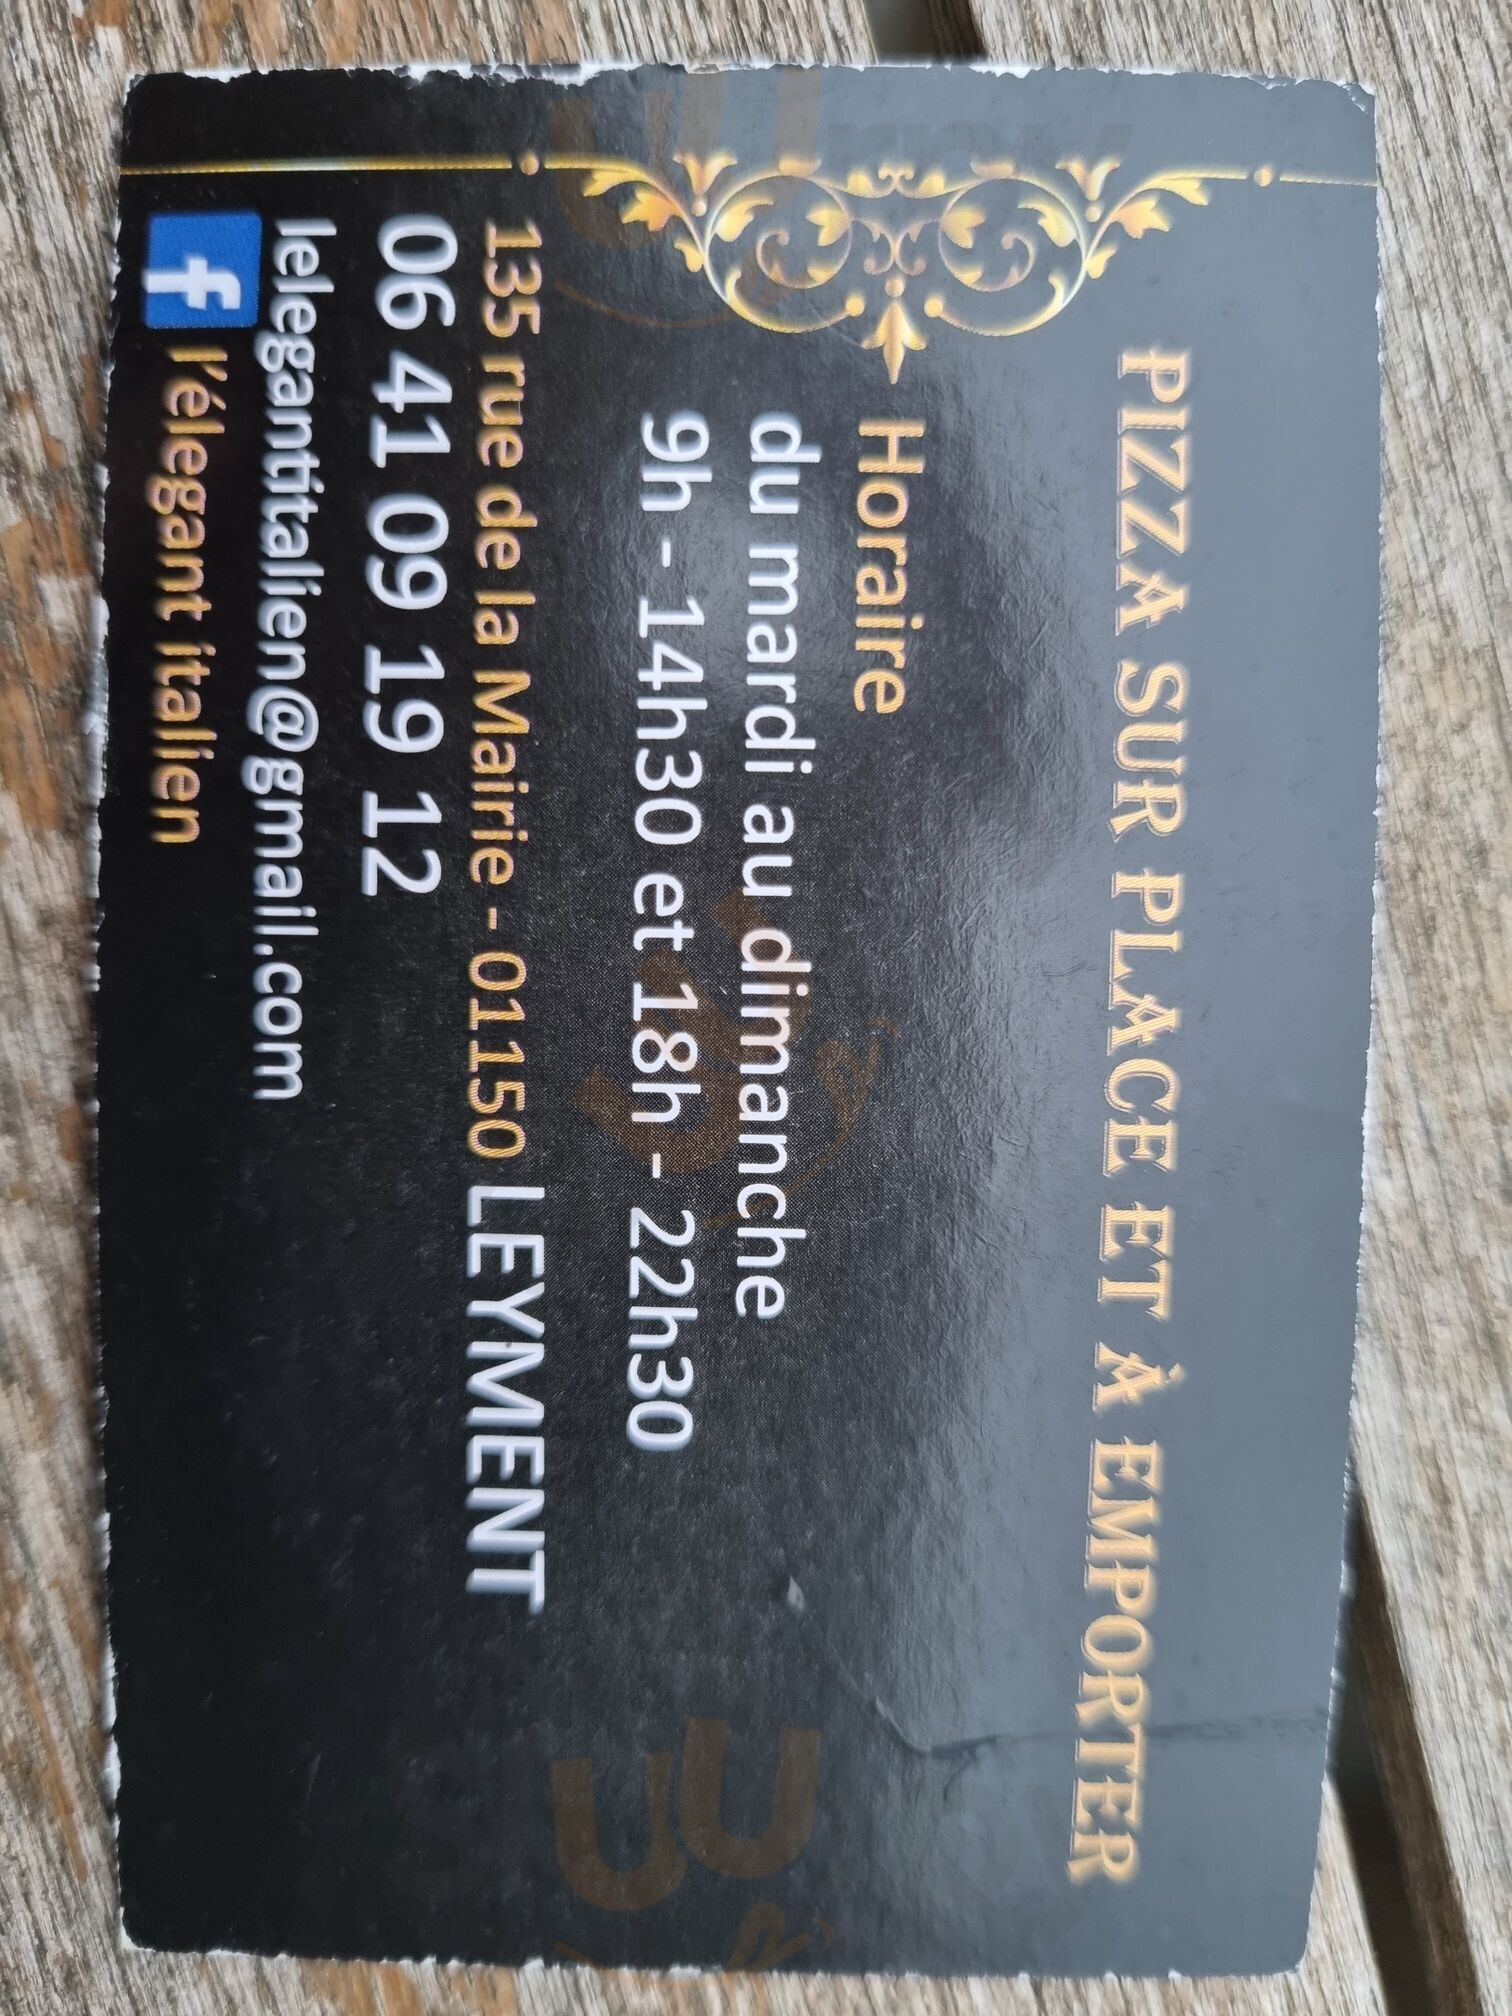 PIZZA SUR PLACE ET À EMPORTER
Horaire
du mardi au dimanche
9h - 14h30 et 18h - 22h30
135 rue de la Mairie - 01150 LEYMENT
06 41 09 19 12
lelegantitalien@gmail.com
f l'élegant italien